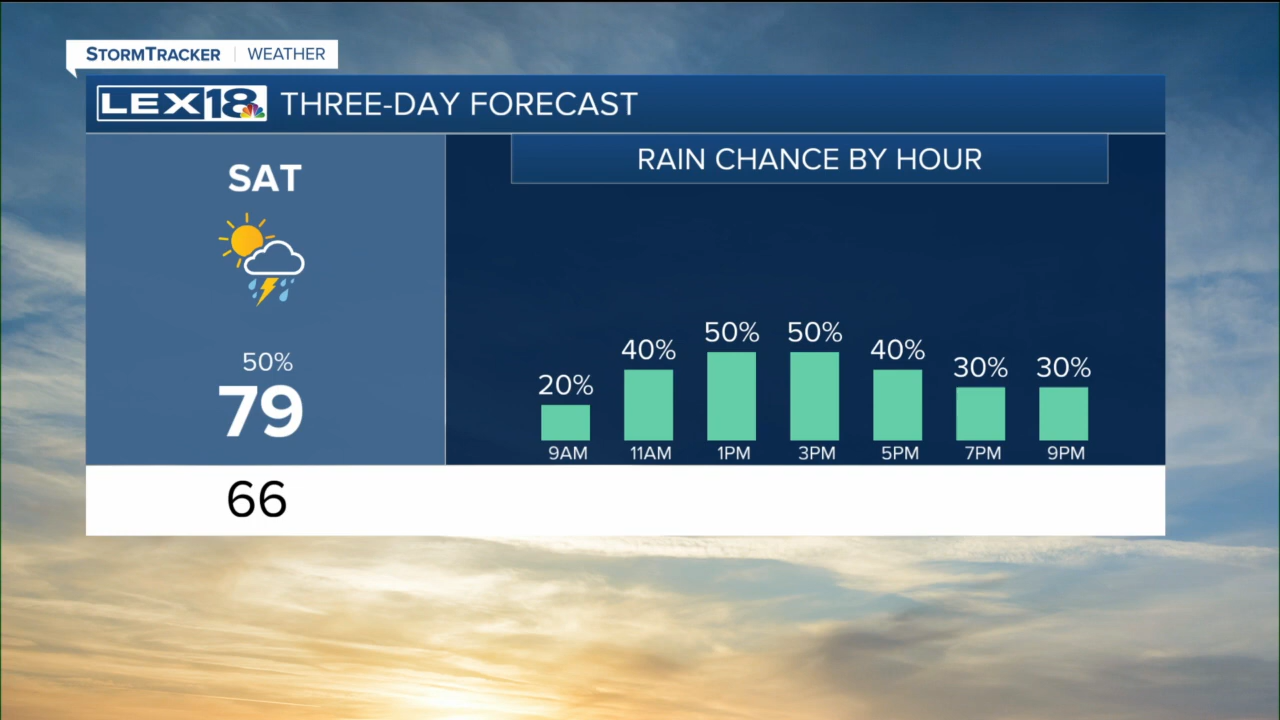 STORMTRACKER | WEATHER
LEX18 THREE-DAY FORECAST
SAT
50%
79
66
RAIN CHANCE BY HOUR
20% 40% 50% 50% 40% 30% 30%
9AM 11AM 1PM 3PM 5PM 7PM 9PM